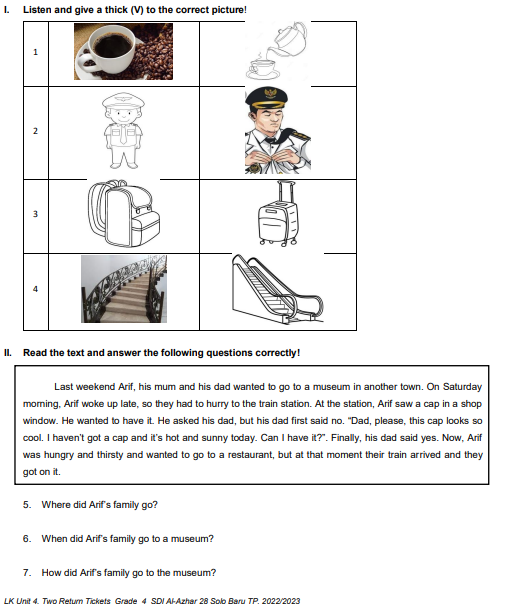 I. Listen and give a thick (V) to the correct picture!
1
2
3
4
II. Read the text and answer the following questions correctly!
Last weekend Arif, his mum and his dad wanted to go to a museum in another town. On Saturday
morning, Arif woke up late, so they had to hurry to the train station. At the station, Arif saw a cap in a shop
window. He wanted to have it. He asked his dad, but his dad first said no. “Dad, please, this cap looks so
cool. I haven’t got a cap and it’s hot and sunny today. Can I have it?”. Finally, his dad said yes. Now, Arif
was hungry and thirsty and wanted to go to a restaurant, but at that moment their train arrived and they
got on it.
5. Where did Arif’s family go?
6. When did Arif’s family go to a museum?
7. How did Arif’s family go to the museum?
LK Unit 4. Two Return Tickets Grade 4 SDI Al-Azhar 28 Solo Baru TP. 2022/2023